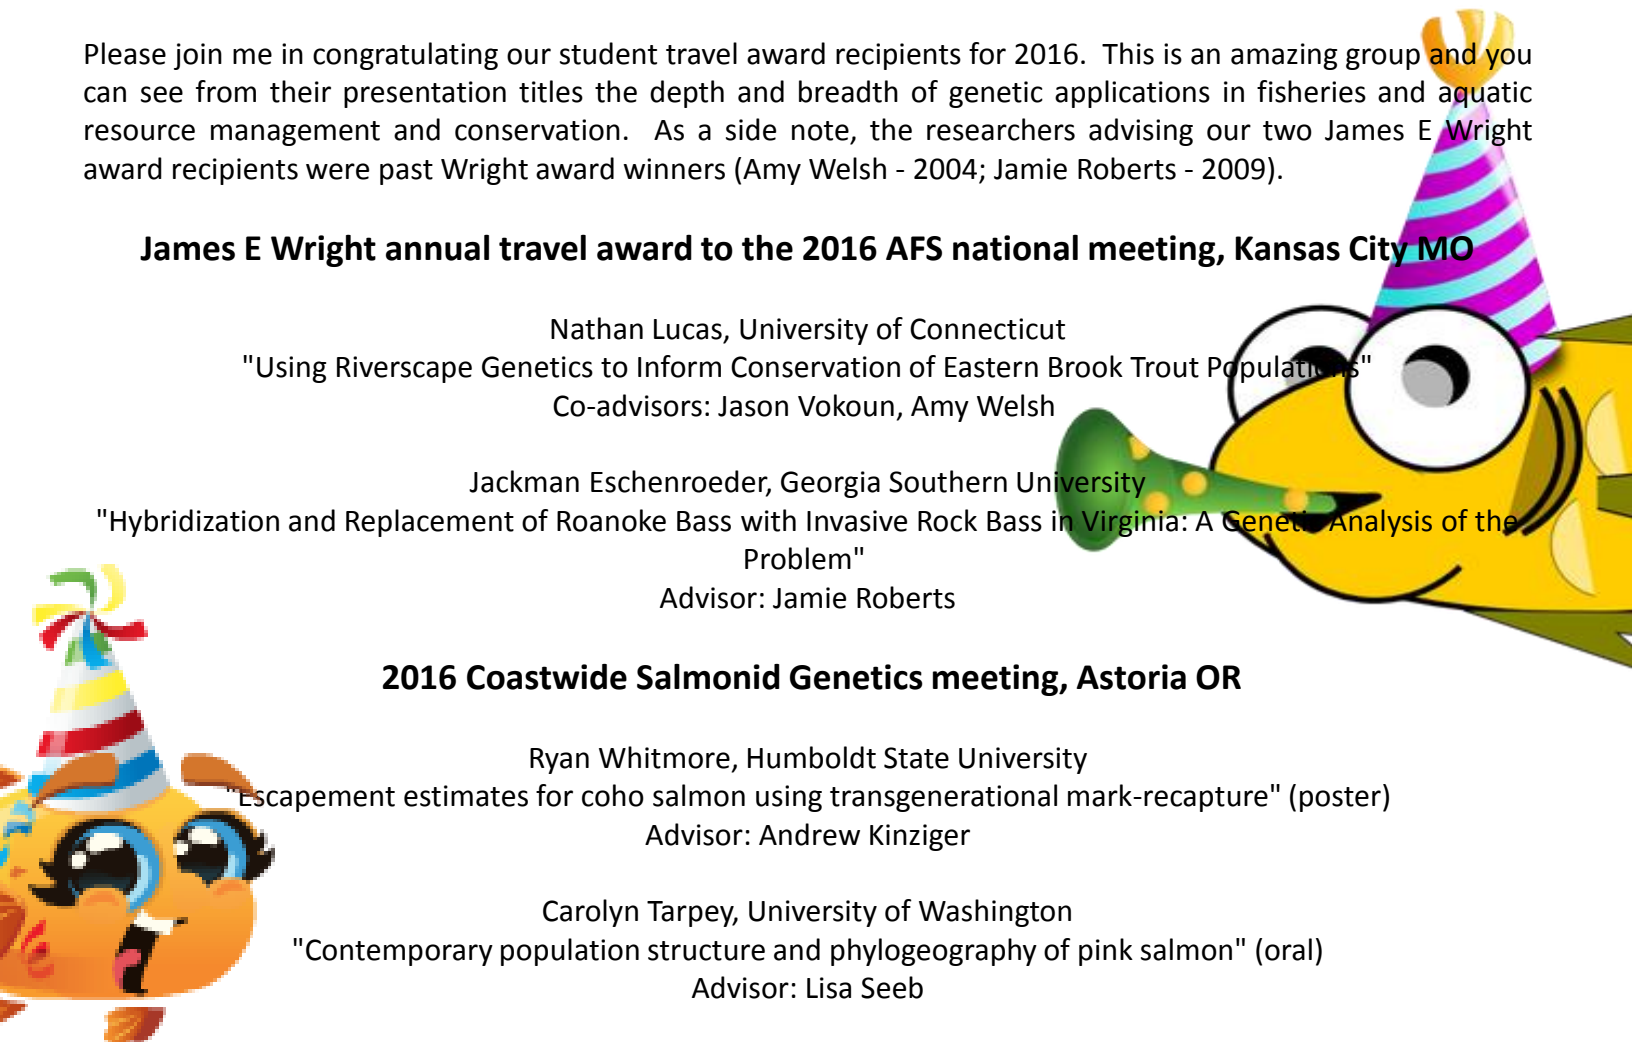 Please join me in congratulating our student travel award recipients for 2016. This is an amazing group and you
can see from their presentation titles the depth and breadth of genetic applications in fisheries and aquatic
resource management and conservation. As a side note, the researchers advising our two James E Wright
award recipients were past Wright award winners (Amy Welsh - 2004; Jamie Roberts - 2009).
James E Wright annual travel award to the 2016 AFS national meeting, Kansas City MO
Nathan Lucas, University of Connecticut
"Using Riverscape Genetics to Inform Conservation of Eastern Brook Trout Populations"
Co-advisors: Jason Vokoun, Amy Welsh
Jackman Eschenroeder, Georgia Southern University
"Hybridization and Replacement of Roanoke Bass with Invasive Rock Bass in Virginia: A Genetic Analysis of the
Problem"
Advisor: Jamie Roberts
2016 Coastwide Salmonid Genetics meeting, Astoria OR
Ryan Whitmore, Humboldt State University
"Escapement estimates for coho salmon using transgenerational mark-recapture" (poster)
Advisor: Andrew Kinziger
Carolyn Tarpey, University of Washington
"Contemporary population structure and phylogeography of pink salmon" (oral)
Advisor: Lisa Seeb